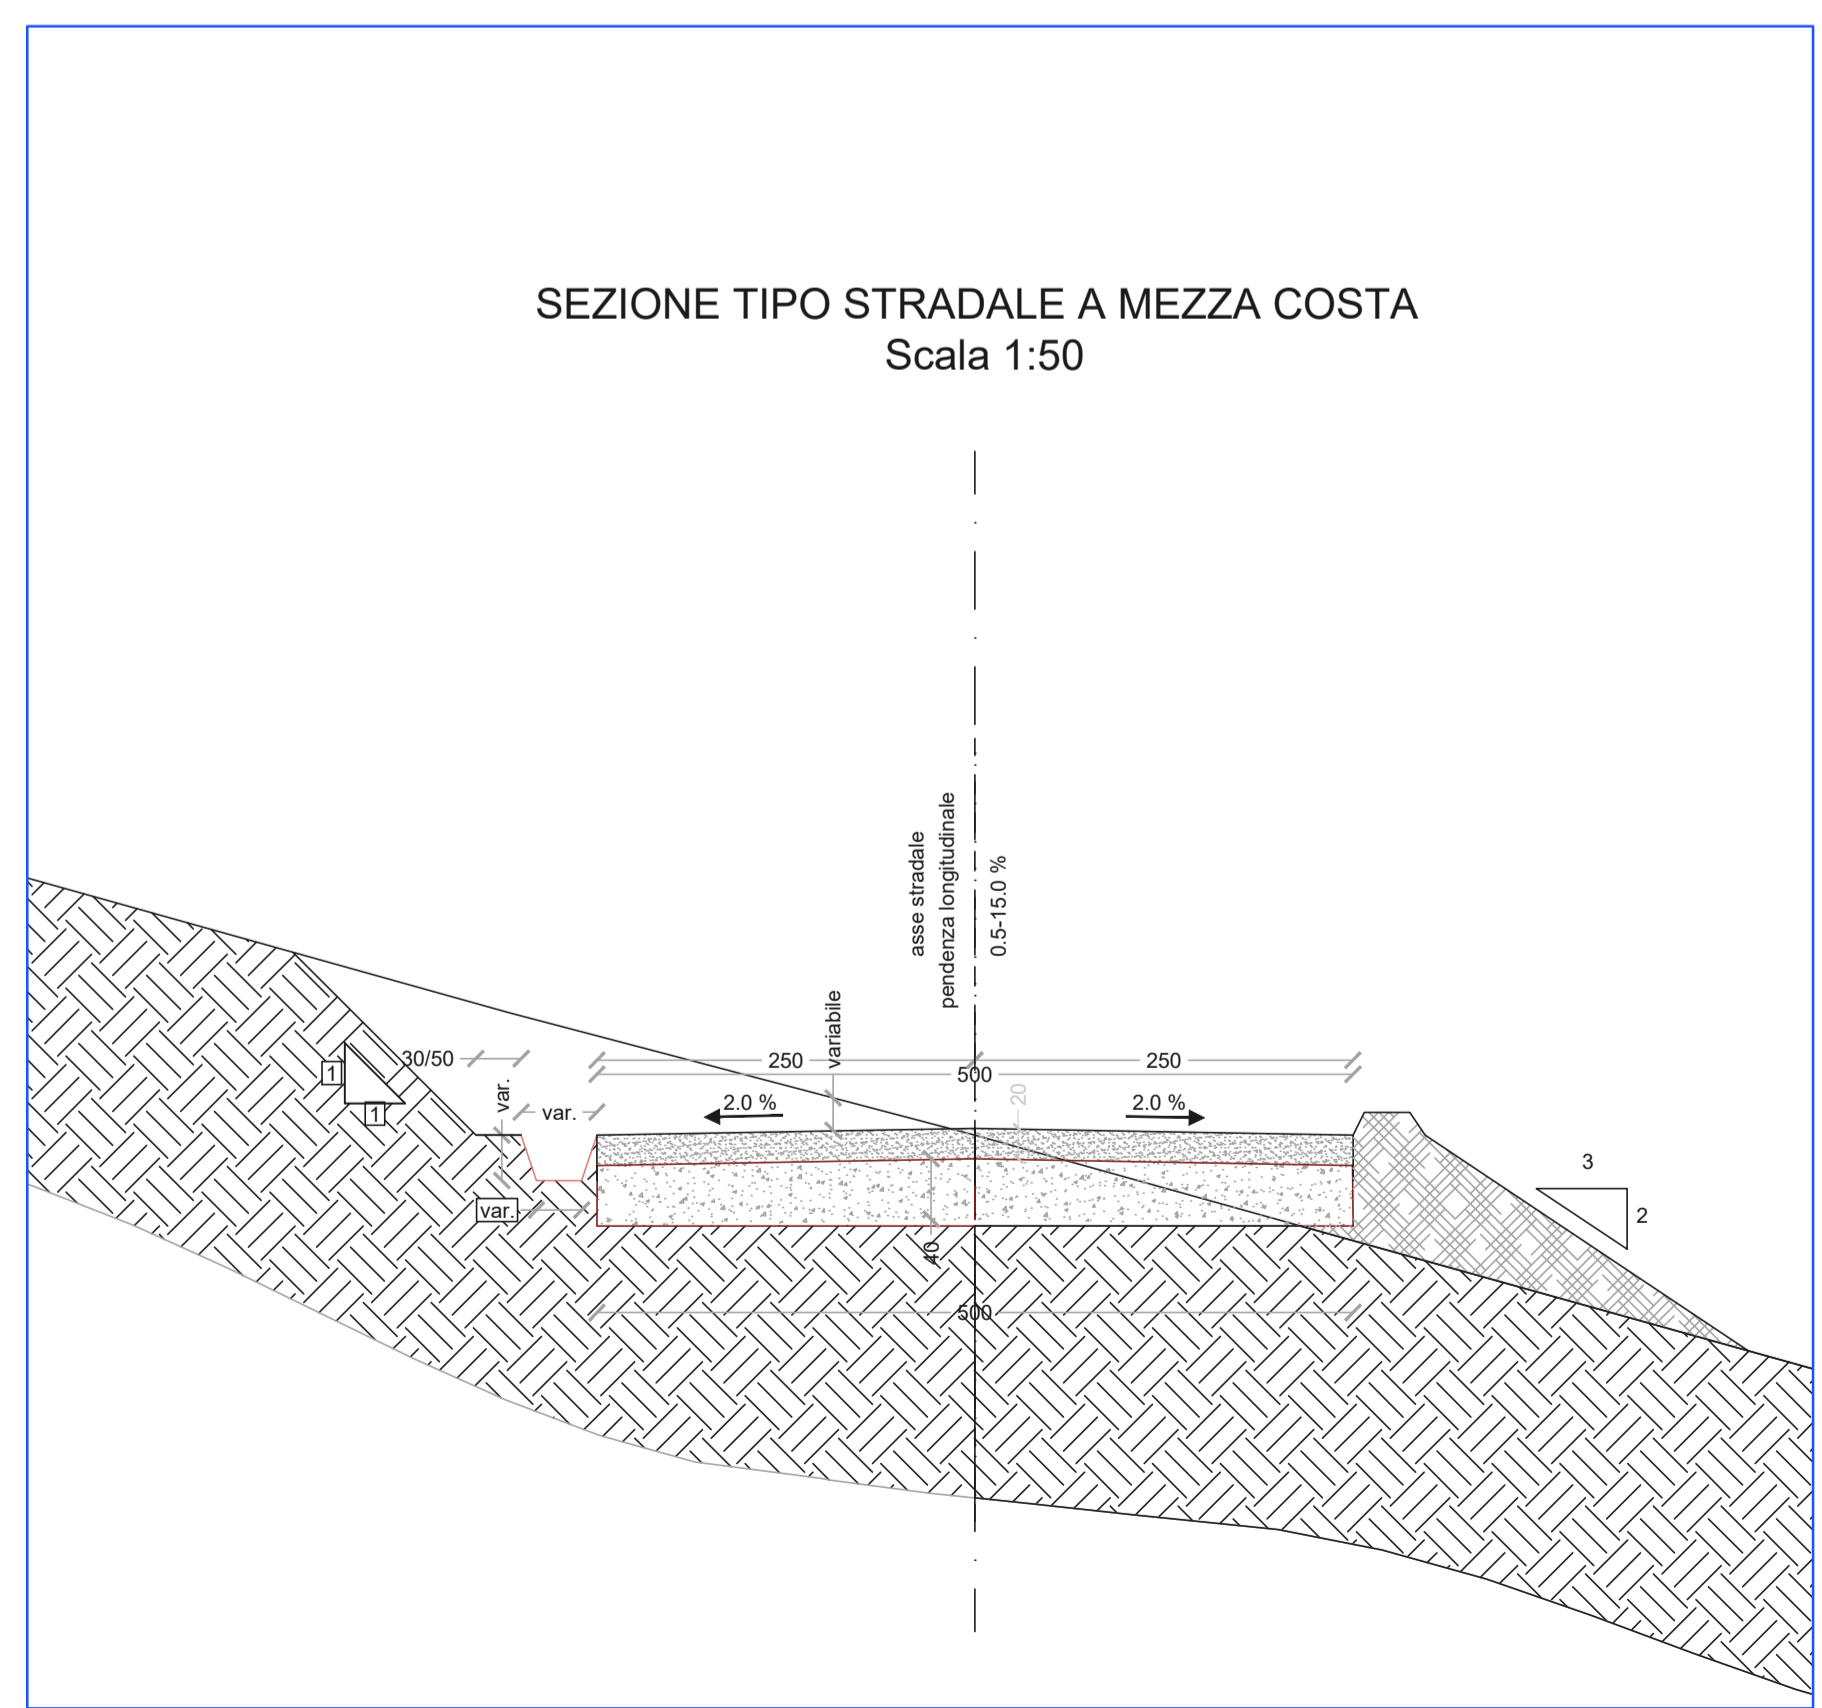 SEZIONE TIPO STRADALE A MEZZA COSTA
Scala 1:50
asse stradale
pendenza longitudinale
0.5-15.0 %
variabile
30/50
250
250
500
1
1
var.
var.
2.0 %
20
2.0 %
3
2
var.
40
500